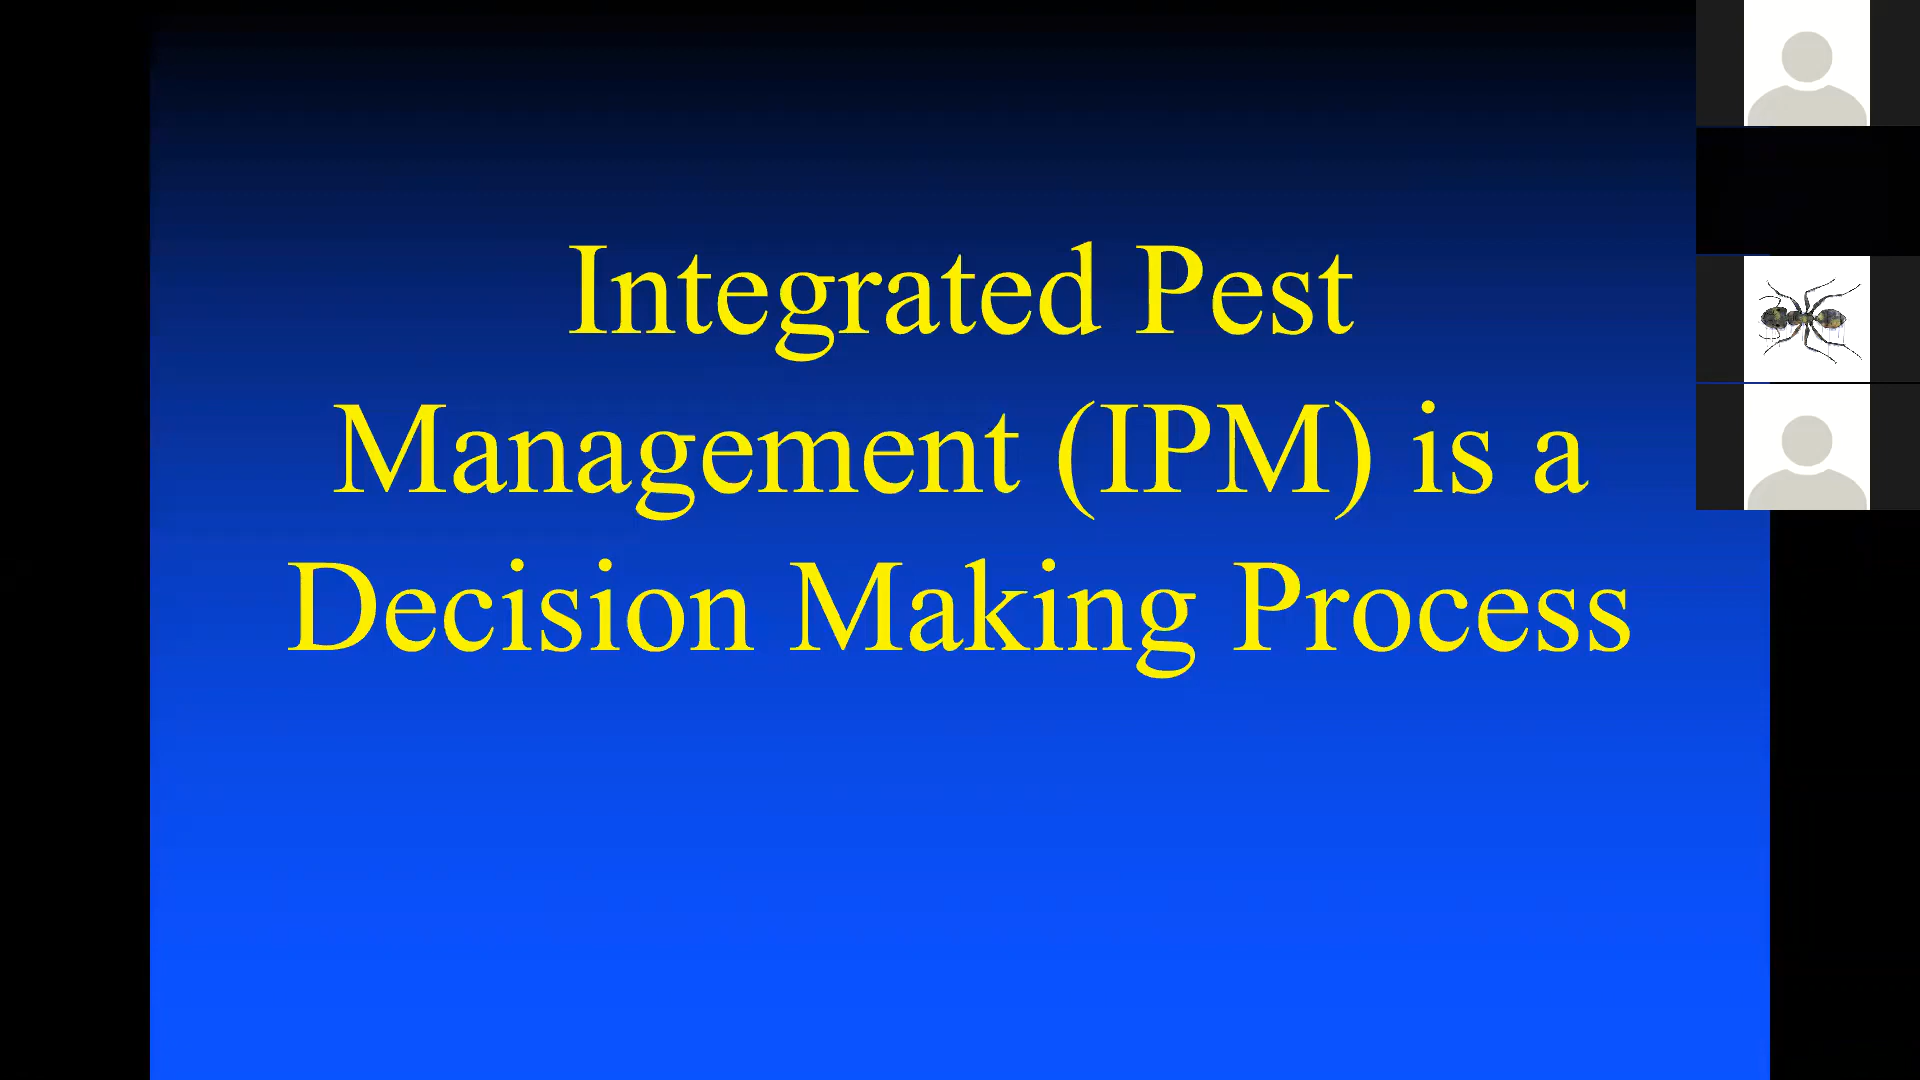 Integrated Pest
Management (IPM) is a
Decision Making Process